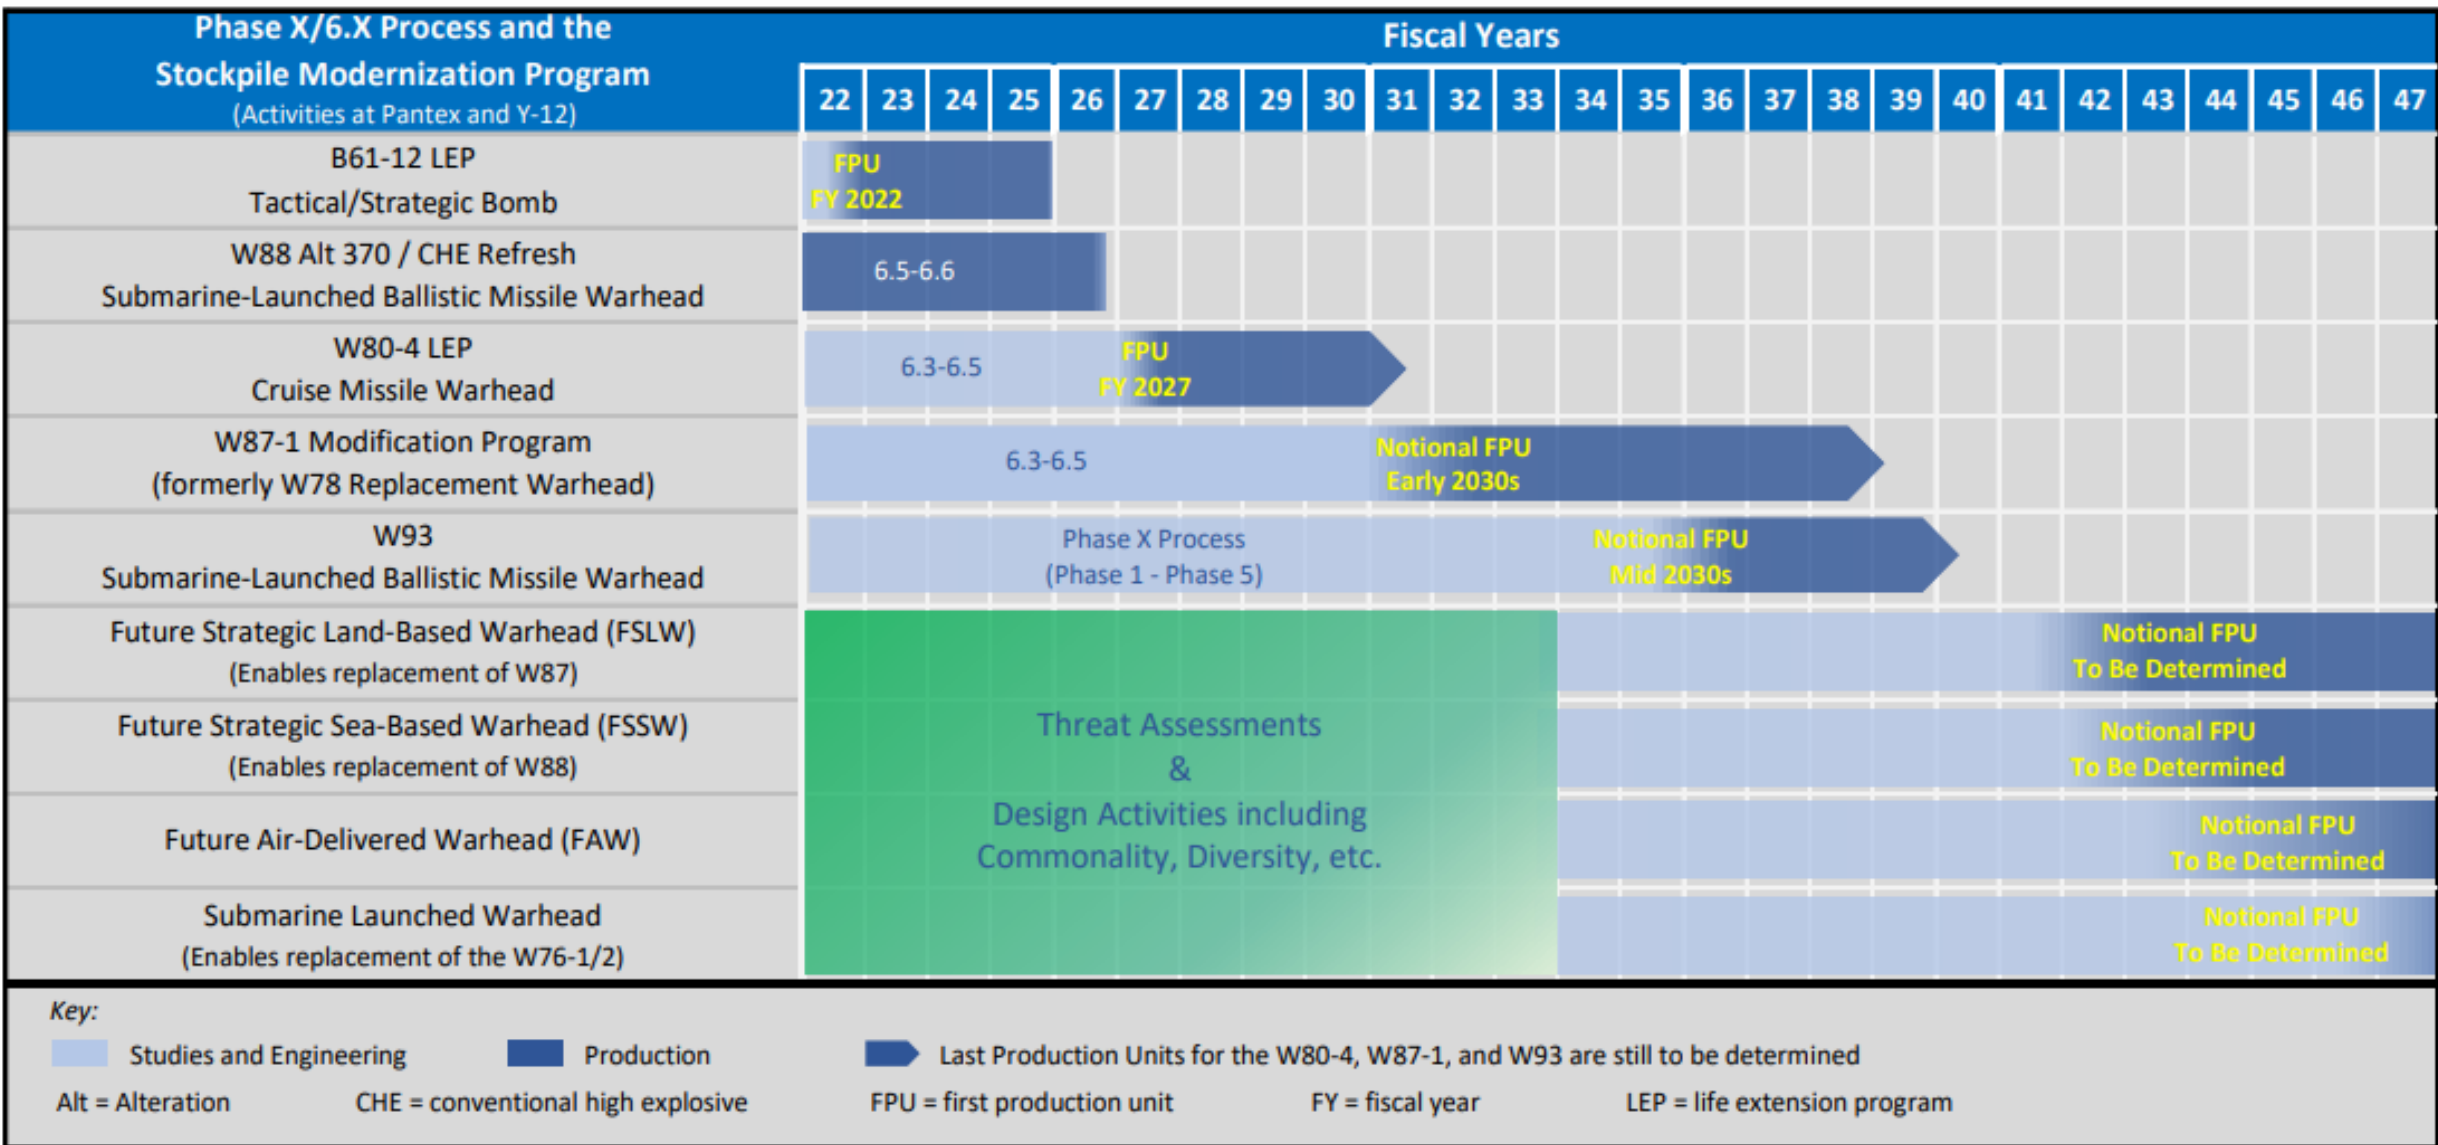 Phase X/6.X Process and the
Stockpile Modernization Program
(Activities at Pantex and Y-12)
Fiscal Years
22 23 24 25 26 27 28 29 30 31 32 33 34 35 36 37 38 39 40 41 42 43 44 45 46 47
B61-12 LEP
Tactical/Strategic Bomb
FPU
FY 2022
W88 Alt 370 / CHE Refresh
Submarine-Launched Ballistic Missile Warhead
6.5-6.6
W80-4 LEP
Cruise Missile Warhead
6.3-6.5
FPU
FY 2027
W87-1 Modification Program
(formerly W78 Replacement Warhead)
6.3-6.5
Notional FPU
Early 2030s
W93
Submarine-Launched Ballistic Missile Warhead
Phase X Process
(Phase 1 - Phase 5)
Notional FPU
Mid 2030s
Future Strategic Land-Based Warhead (FSLW)
(Enables replacement of W87)
Notional FPU
To Be Determined
Future Strategic Sea-Based Warhead (FSSW)
(Enables replacement of W88)
Notional FPU
To Be Determined
Future Air-Delivered Warhead (FAW)
Notional FPU
To Be Determined
Submarine Launched Warhead
(Enables replacement of the W76-1/2)
Notional FPU
To Be Determined
Threat Assessments
&
Design Activities including
Commonality, Diversity, etc.
Key:
Studies and Engineering
Production
Last Production Units for the W80-4, W87-1, and W93 are still to be determined
Alt = Alteration
CHE = conventional high explosive
FPU = first production unit
FY = fiscal year
LEP = life extension program